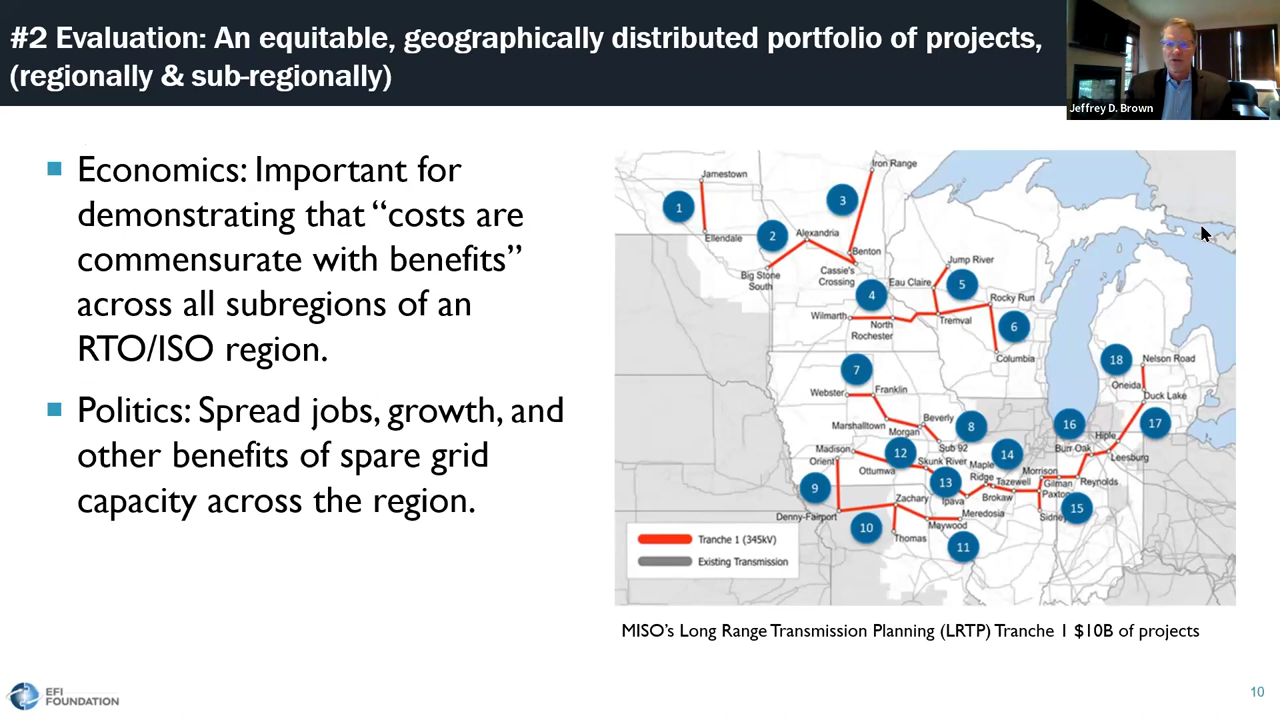 #2 Evaluation: An equitable, geographically distributed portfolio of projects,
(regionally & sub-regionally)
Jeffrey D. Brown
Economics: Important for
demonstrating that “costs are
commensurate with benefits”
across all subregions of an
RTO/ISO region.
Politics: Spread jobs, growth, and
other benefits of spare grid
capacity across the region.
Iron Range
Jamestown
1
3
2
Ellendale
Alexandria
Benton
Big Stone
South
Cassie's
Crossing
Jump River
Eau Claire
5
4
Rocky Run
Wilmarth
North
Rochester
Tremval
6
Columbia
18
Nelson Road
7
Oneida
Webster
Franklin
Duck Lake
Marshalltown
Morgan
Beverly
8
16
17
Sub 92
Hiple
Madison
12
14
Burr Oak
Leesburg
Orient
Ottumwa
Skunk River
Maple
Ridge
Morrison
9
13
Tazewell
Gilman
Reynolds
Ipava
Brokaw
Paxton
Zachary
15
Denny-Fairport
Meredosia
Sidney
10
Maywood
Thomas
11
Tranche 1 (345kV)
Existing Transmission
MISO’s Long Range Transmission Planning (LRTP) Tranche 1 $10B of projects
EFI
FOUNDATION
10